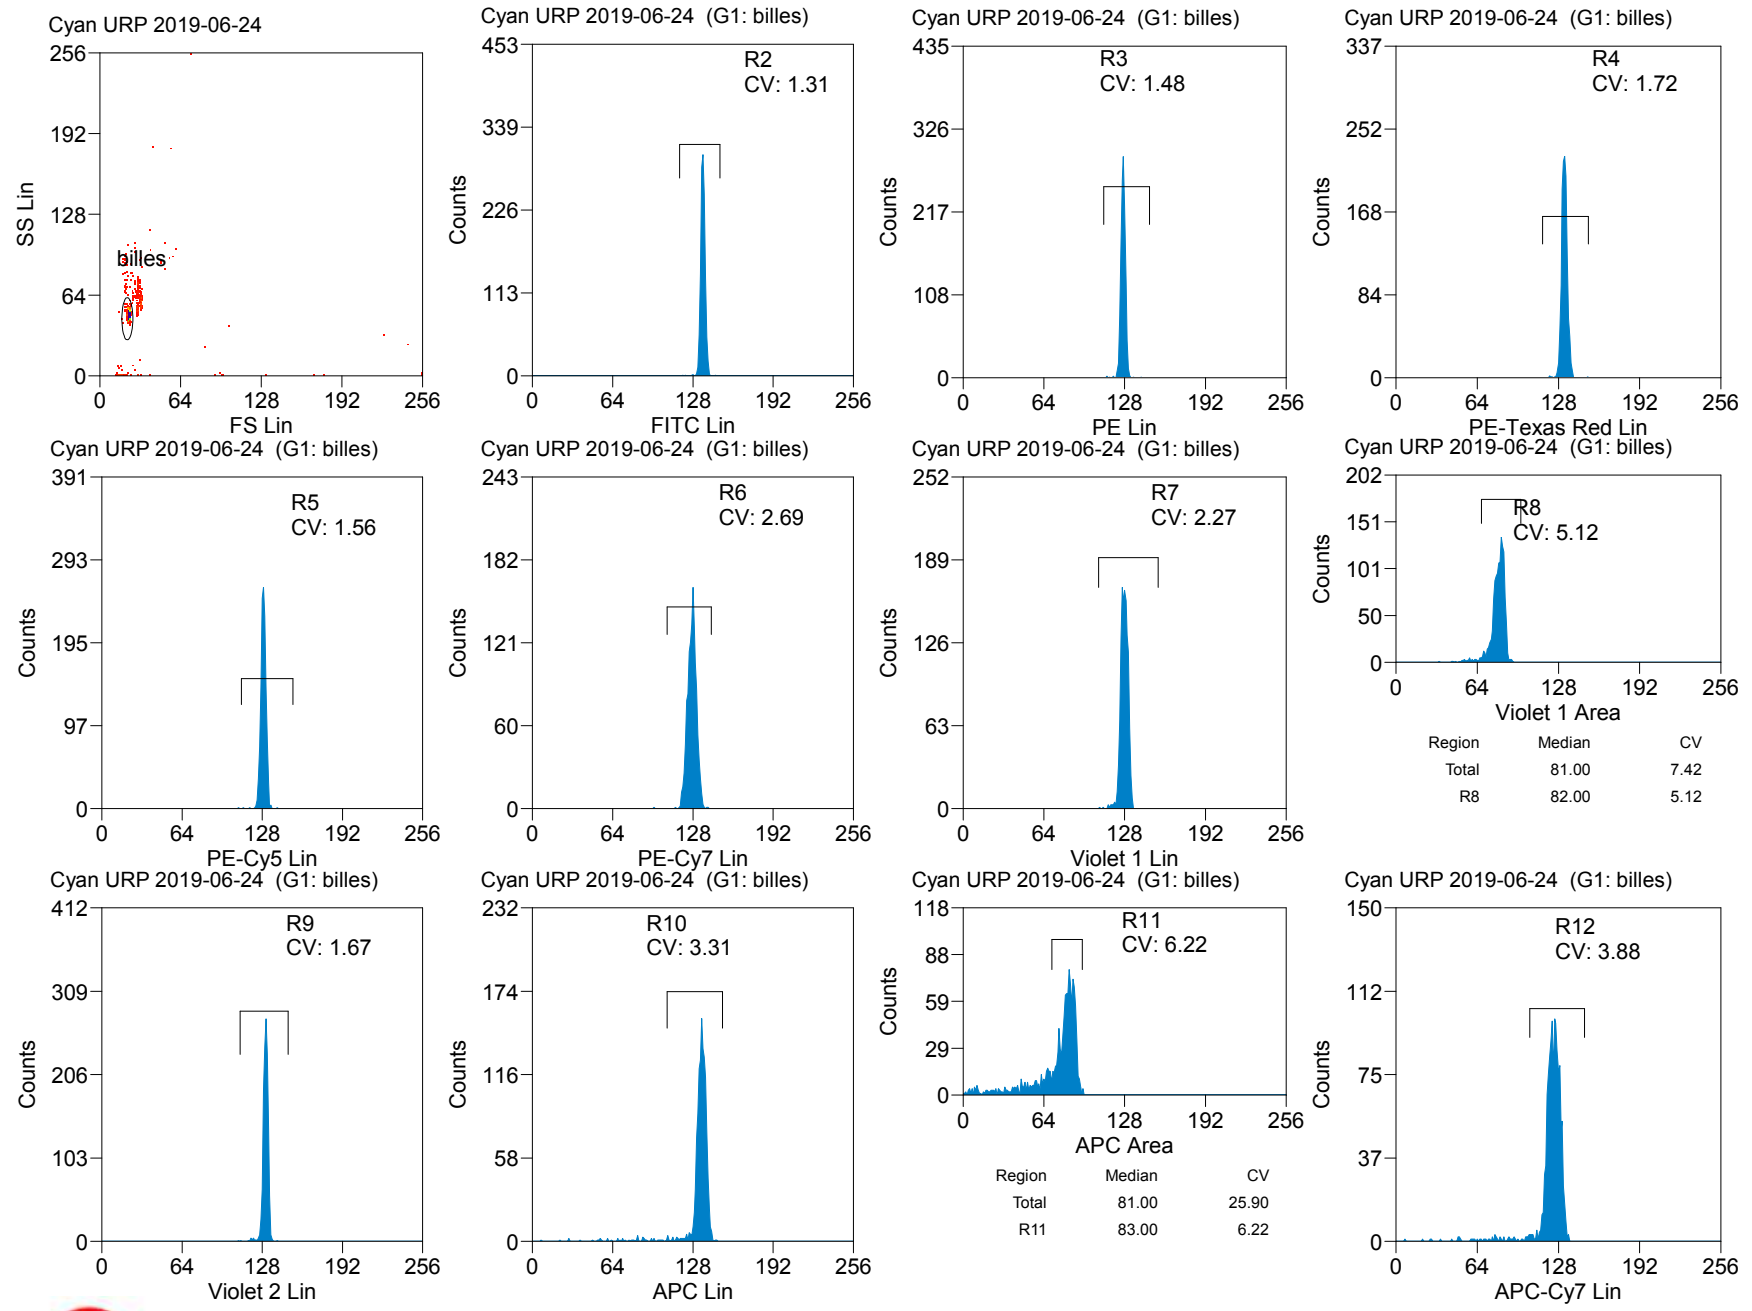 Cyan URP 2019-06-24
256
192
128
64
0
SS Lin
billes
0 64 128 192 256
FS Lin
Cyan URP 2019-06-24 (G1: billes)
453
339
226
113
0
Counts
R2
CV: 1.31
0 64 128 192 256
FITC Lin
Cyan URP 2019-06-24 (G1: billes)
435
326
217
108
0
Counts
R3
CV: 1.48
0 64 128 192 256
PE Lin
Cyan URP 2019-06-24 (G1: billes)
337
252
168
84
0
Counts
R4
CV: 1.72
0 64 128 192 256
PE-Texas Red Lin
Cyan URP 2019-06-24 (G1: billes)
391
293
195
97
0
Counts
R5
CV: 1.56
0 64 128 192 256
PE-Cy5 Lin
Cyan URP 2019-06-24 (G1: billes)
243
182
121
60
0
Counts
R6
CV: 2.69
0 64 128 192 256
PE-Cy7 Lin
Cyan URP 2019-06-24 (G1: billes)
252
189
126
63
0
Counts
R7
CV: 2.27
0 64 128 192 256
Violet 1 Lin
Cyan URP 2019-06-24 (G1: billes)
202
151
101
50
0
Counts
R8
CV: 5.12
0 64 128 192 256
Violet 1 Area
Region Median CV
Total 81.00 7.42
R8 82.00 5.12
Cyan URP 2019-06-24 (G1: billes)
412
309
206
103
0
Counts
R9
CV: 1.67
0 64 128 192 256
Violet 2 Lin
Cyan URP 2019-06-24 (G1: billes)
232
174
116
58
0
Counts
R10
CV: 3.31
0 64 128 192 256
APC Lin
Cyan URP 2019-06-24 (G1: billes)
118
88
59
29
0
Counts
R11
CV: 6.22
0 64 128 192 256
APC Area
Region Median CV
Total 81.00 25.90
R11 83.00 6.22
Cyan URP 2019-06-24 (G1: billes)
150
112
75
37
0
Counts
R12
CV: 3.88
0 64 128 192 256
APC-Cy7 Lin